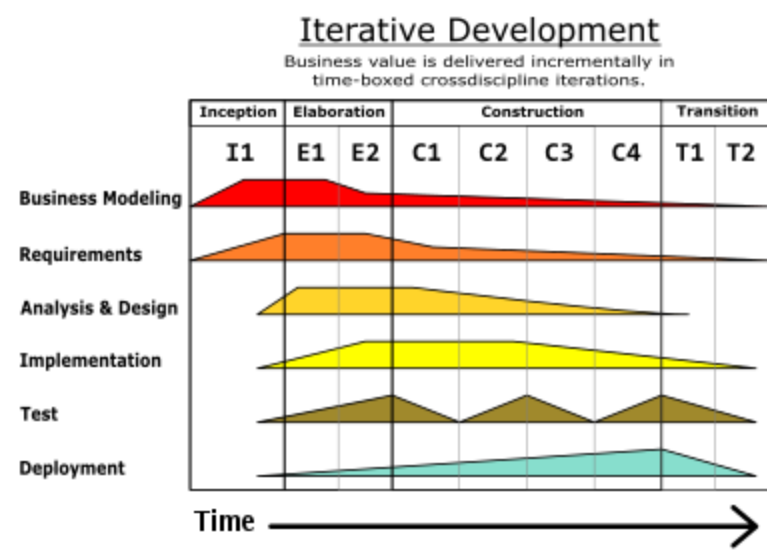 Iterative Development
Business value is delivered incrementally in
time-boxed crossdiscipline iterations.
Inception Elaboration Construction Transition
I1 E1 E2 C1 C2 C3 C4 T1 T2
Business Modeling
Requirements
Analysis & Design
Implementation
Test
Deployment
Time